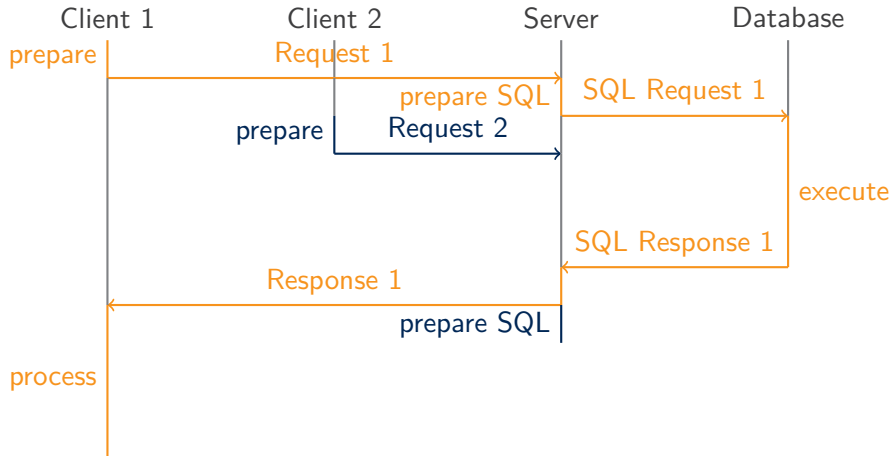 Client 1
Client 2
Server
Database
prepare
Request 1
prepare SQL
SQL Request 1
prepare
Request 2
execute
SQL Response 1
Response 1
prepare SQL
process